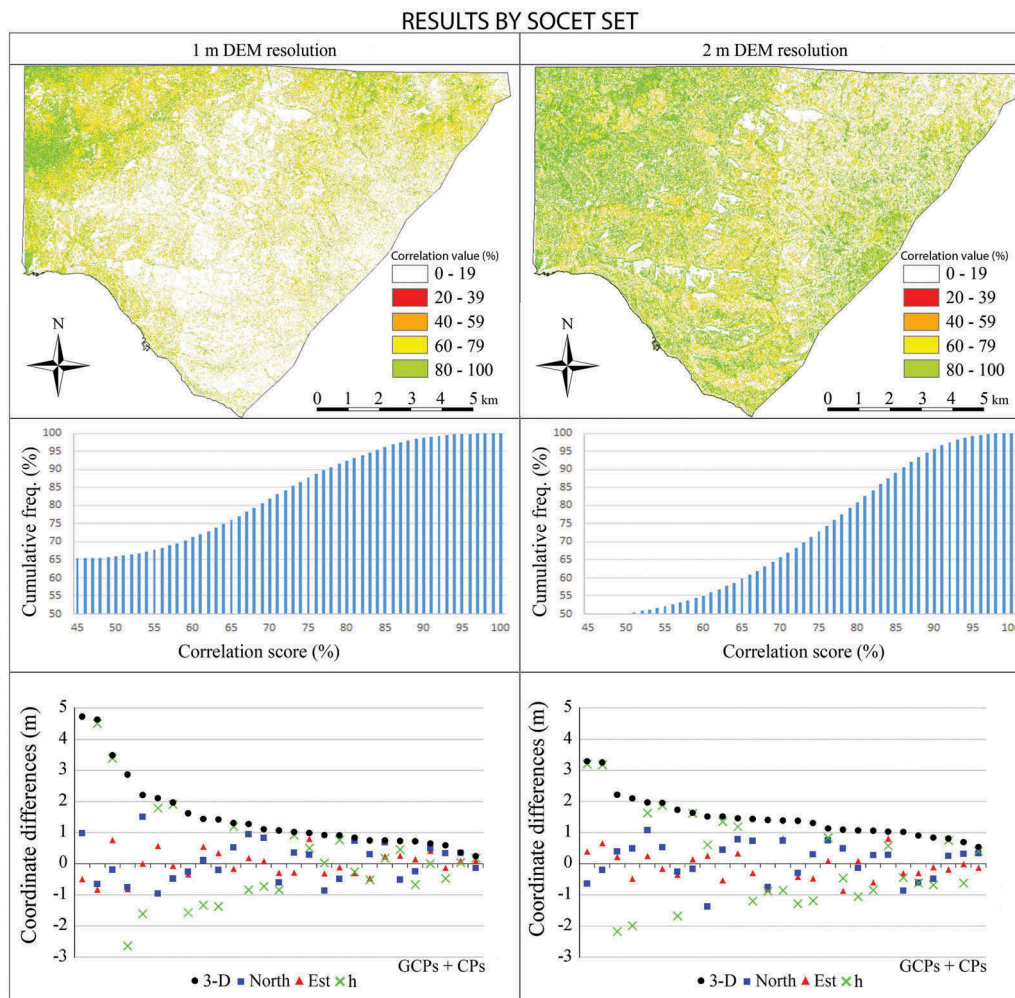 RESULTS BY SOCET SET
1 m DEM resolution
2 m DEM resolution
Correlation value (%)
0 - 19
20 - 39
40 - 59
60 - 79
80 - 100
N
0 1 2 3 4 5 km
Correlation value (%)
0 - 19
20 - 39
40 - 59
60 - 79
80 - 100
N
0 1 2 3 4 5 km
Cumulative freq. (%)
100
95
90
85
80
75
70
65
60
55
50
45 50 55 60 65 70 75 80 85 90 95 100
Correlation score (%)
Cumulative freq. (%)
100
95
90
85
80
75
70
65
60
55
50
45 50 55 60 65 70 75 80 85 90 95 100
Correlation score (%)
Coordinate differences (m)
5
4
3
2
1
0
-1
-2
-3
GCPs + CPs
3-D North Est h
Coordinate differences (m)
5
4
3
2
1
0
-1
-2
-3
GCPs + CPs
3-D North Est h